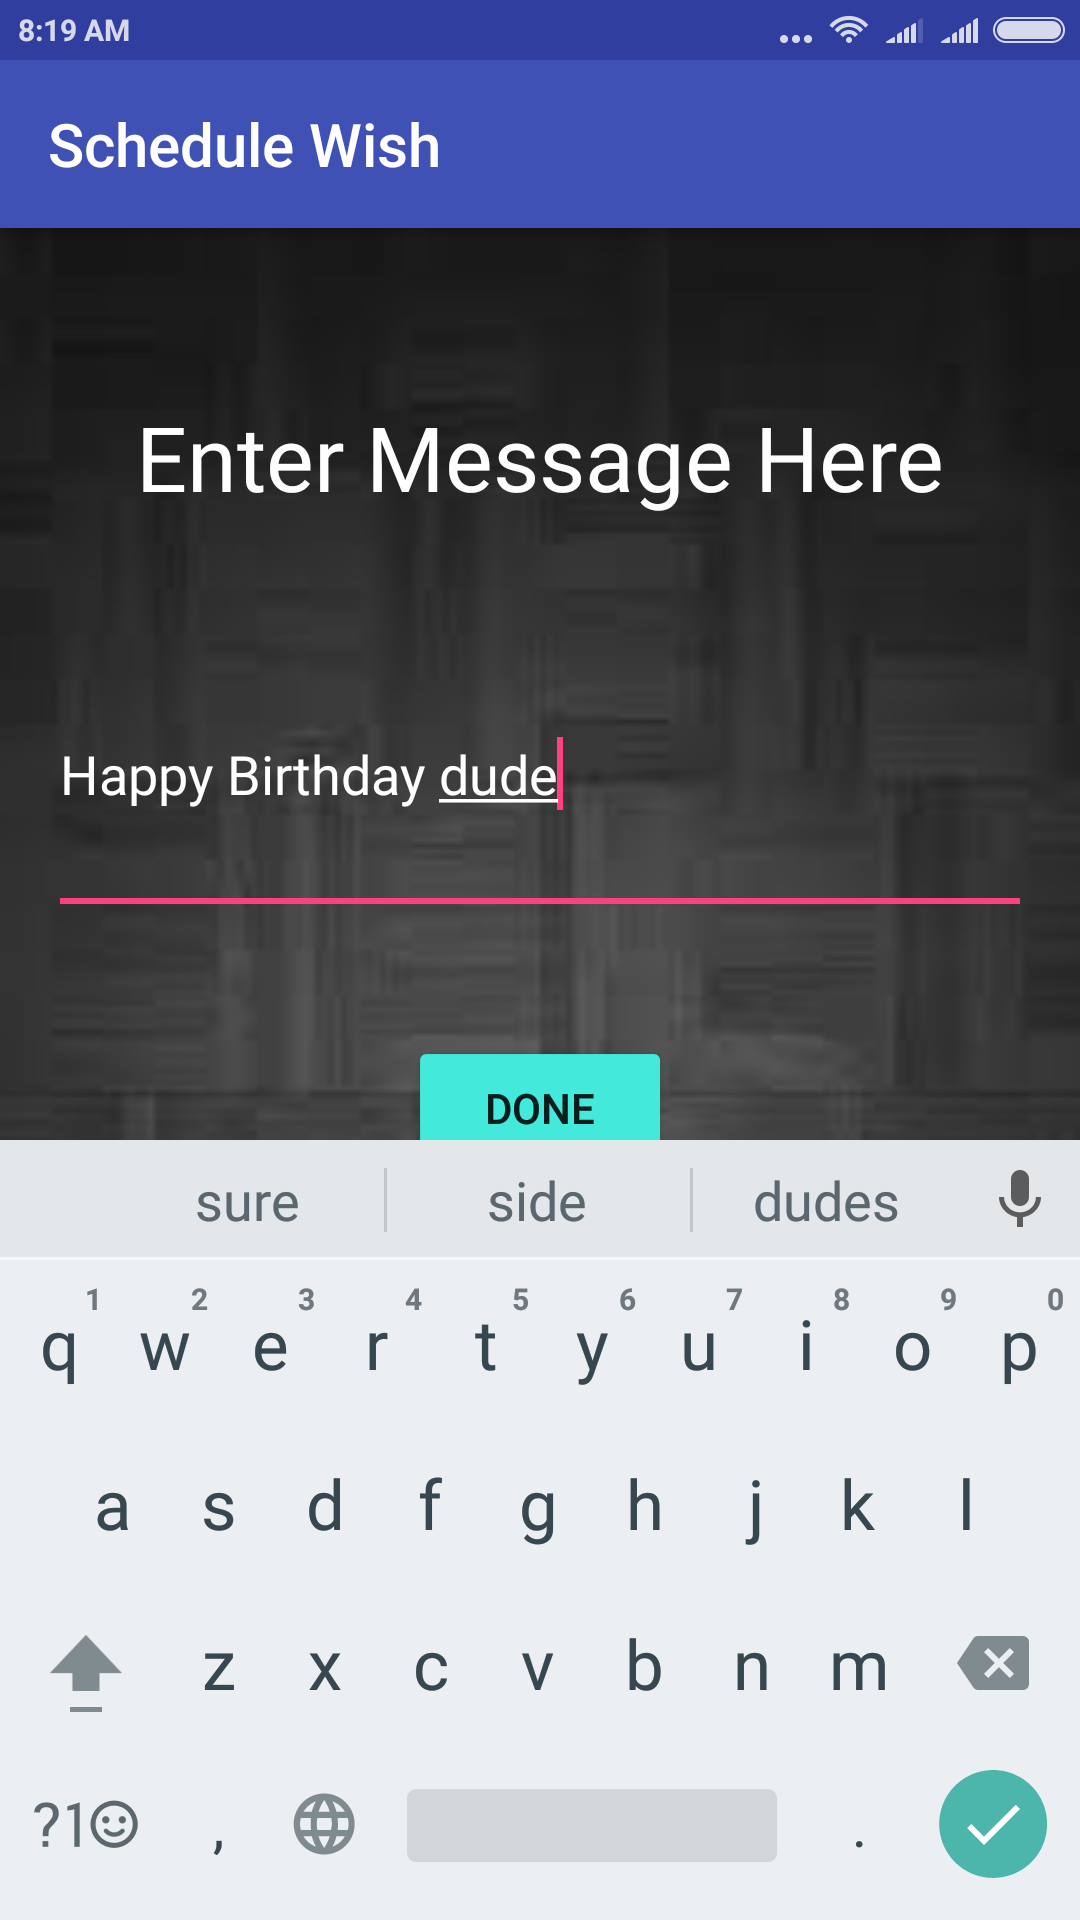 8:19 AM
Schedule Wish
Enter Message Here
Happy Birthday dude
DONE
sure side dudes
1 2 3 4 5 6 7 8 9 0
q w e r t y u i o p
a s d f g h j k l
z x c v b n m
?1 , .